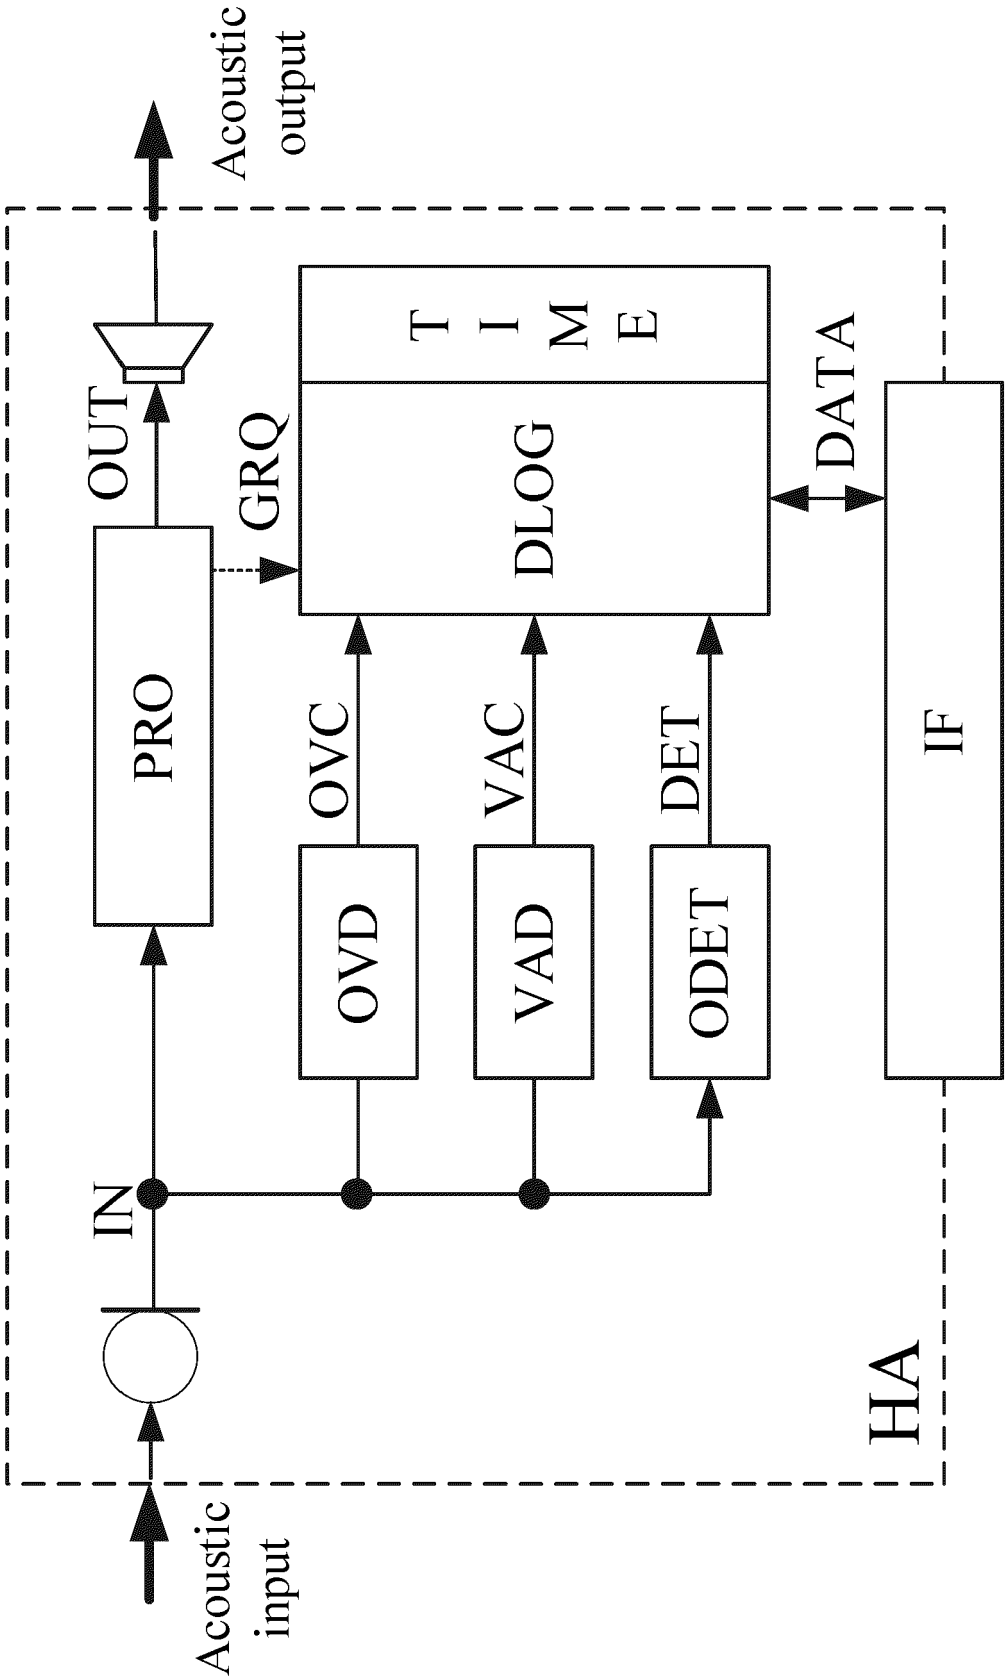 Acoustic
input
IN
PRO
OUT
Acoustic
output
GRQ
OVD
OVC
VAD
VAC
ODET
DET
DLOG
T
I
M
E
DATA
IF
HA